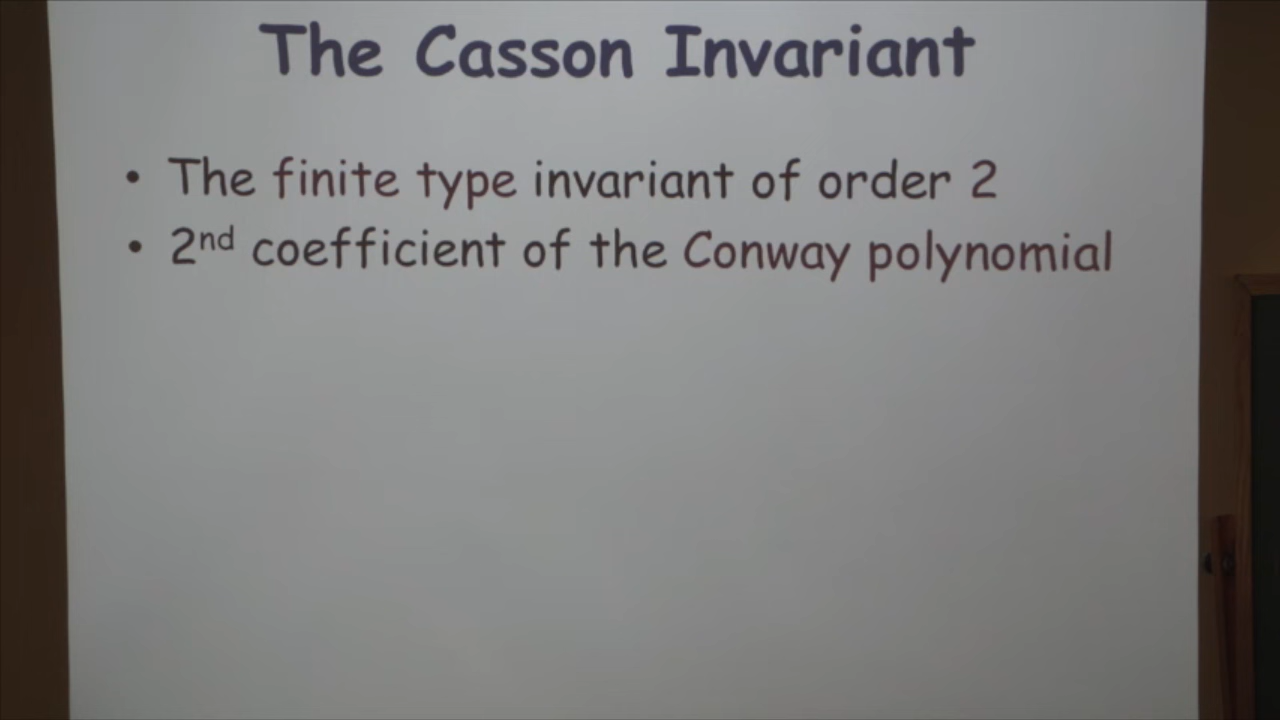 The Casson Invariant
• The finite type invariant of order 2
• 2nd coefficient of the Conway polynomial